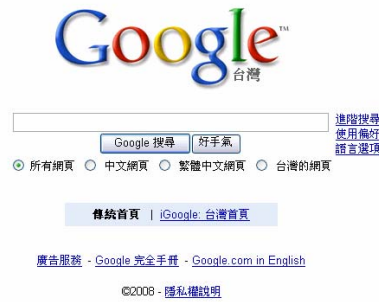 Google™
台灣
進階搜尋
使用偏好
語言選項
Google 搜尋 好手氣
所有網頁 中文網頁 繁體中文網頁 台灣的網頁
傳統首頁 | iGoogle: 台灣首頁
廣告服務 - Google 完全手冊 - Google.com in English
©2008 - 隱私權說明